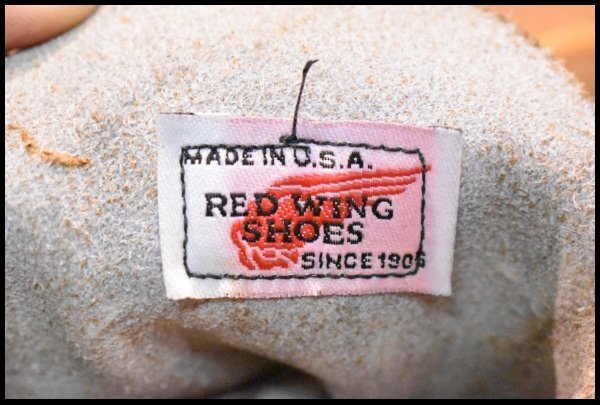 MADE IN U.S.A.
RED WING
SHOES
SINCE 1905